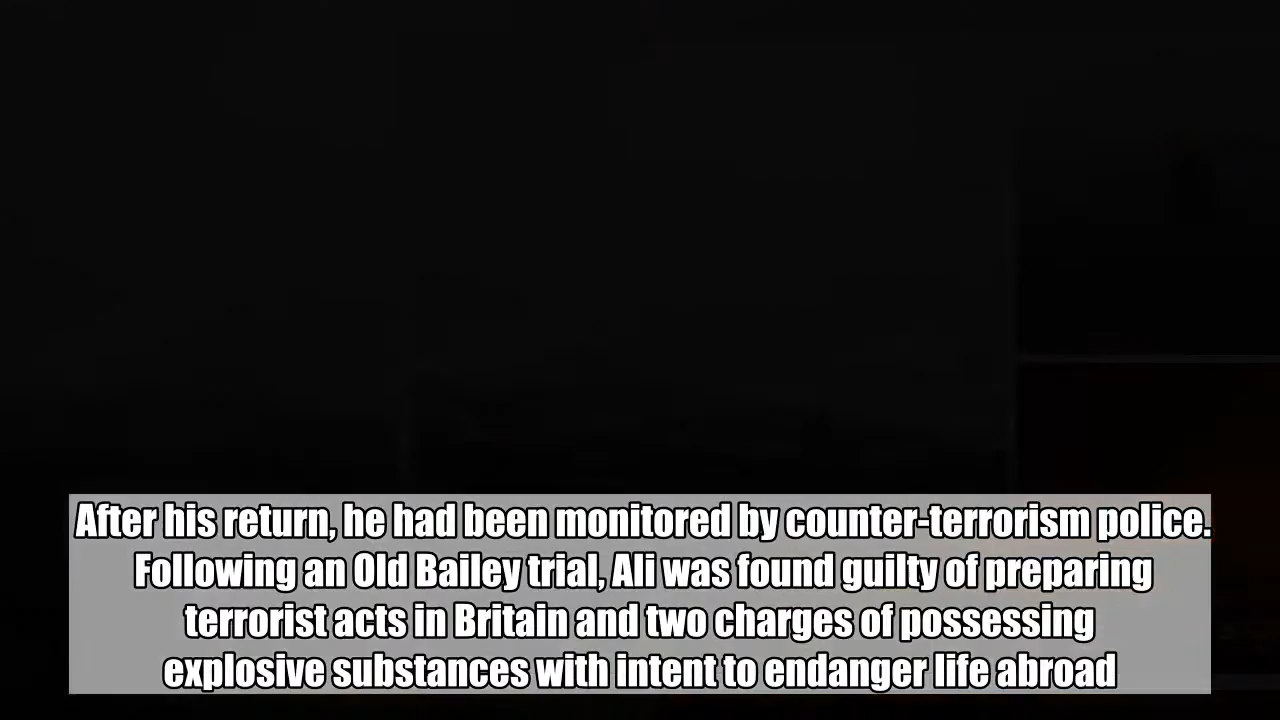 After his return, he had been monitored by counter-terrorism police.
Following an Old Bailey trial, Ali was found guilty of preparing
terrorist acts in Britain and two charges of possessing
explosive substances with intent to endanger life abroad